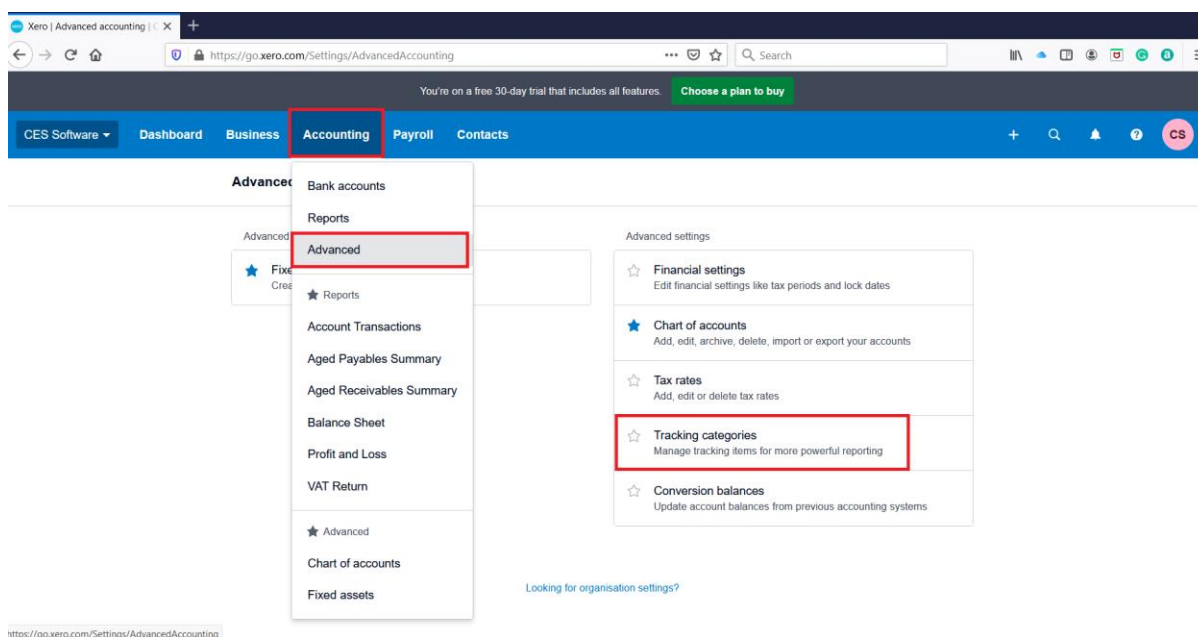 Xero | Advanced accounting | C
https://go.xero.com/Settings/AdvancedAccounting
Search
You're on a free 30-day trial that includes all features. Choose a plan to buy
CES Software Dashboard Business Accounting Payroll Contacts
CS
Advanced
Bank accounts
Reports
Advanced
Advanced
Advanced settings
Reports
Account Transactions
Aged Payables Summary
Aged Receivables Summary
Balance Sheet
Profit and Loss
VAT Return
Advanced
Chart of accounts
Fixed assets
Financial settings
Edit financial settings like tax periods and lock dates
Chart of accounts
Add, edit, archive, delete, import or export your accounts
Tax rates
Add, edit or delete tax rates
Tracking categories
Manage tracking items for more powerful reporting
Conversion balances
Update account balances from previous accounting systems
Looking for organisation settings?
https://go.xero.com/Settings/AdvancedAccounting